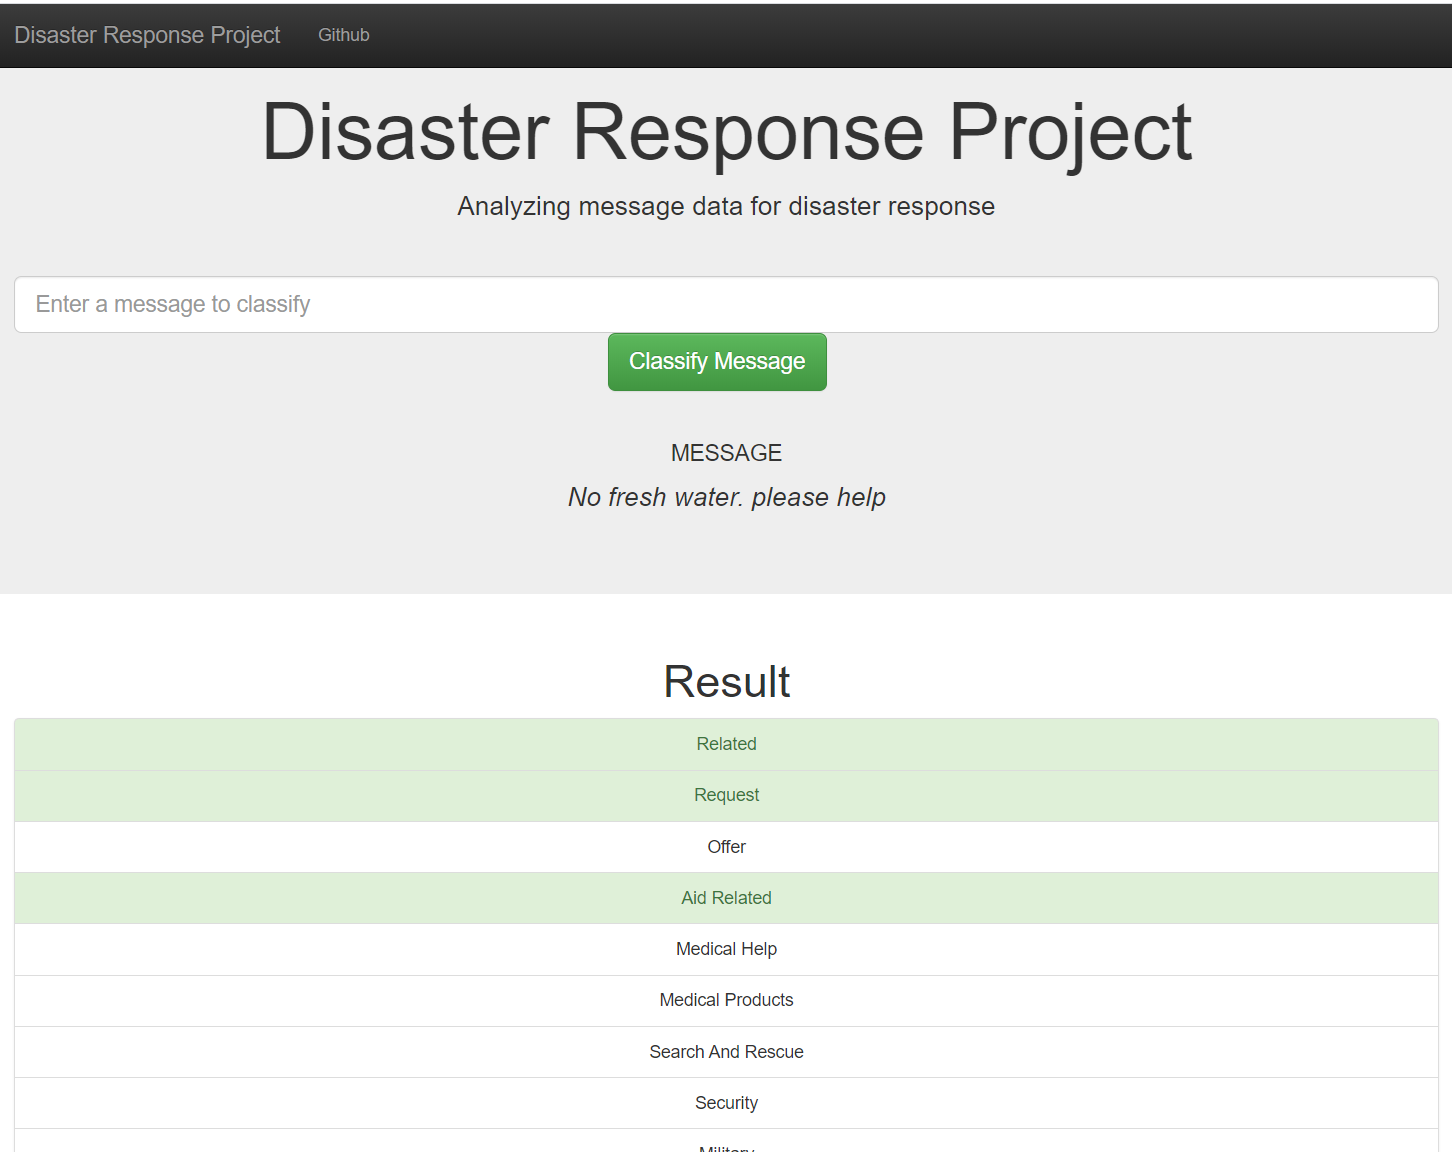 Disaster Response Project Github
Disaster Response Project
Analyzing message data for disaster response
Enter a message to classify
Classify Message
MESSAGE
No fresh water. please help
Result
Related
Request
Offer
Aid Related
Medical Help
Medical Products
Search And Rescue
Security
Military